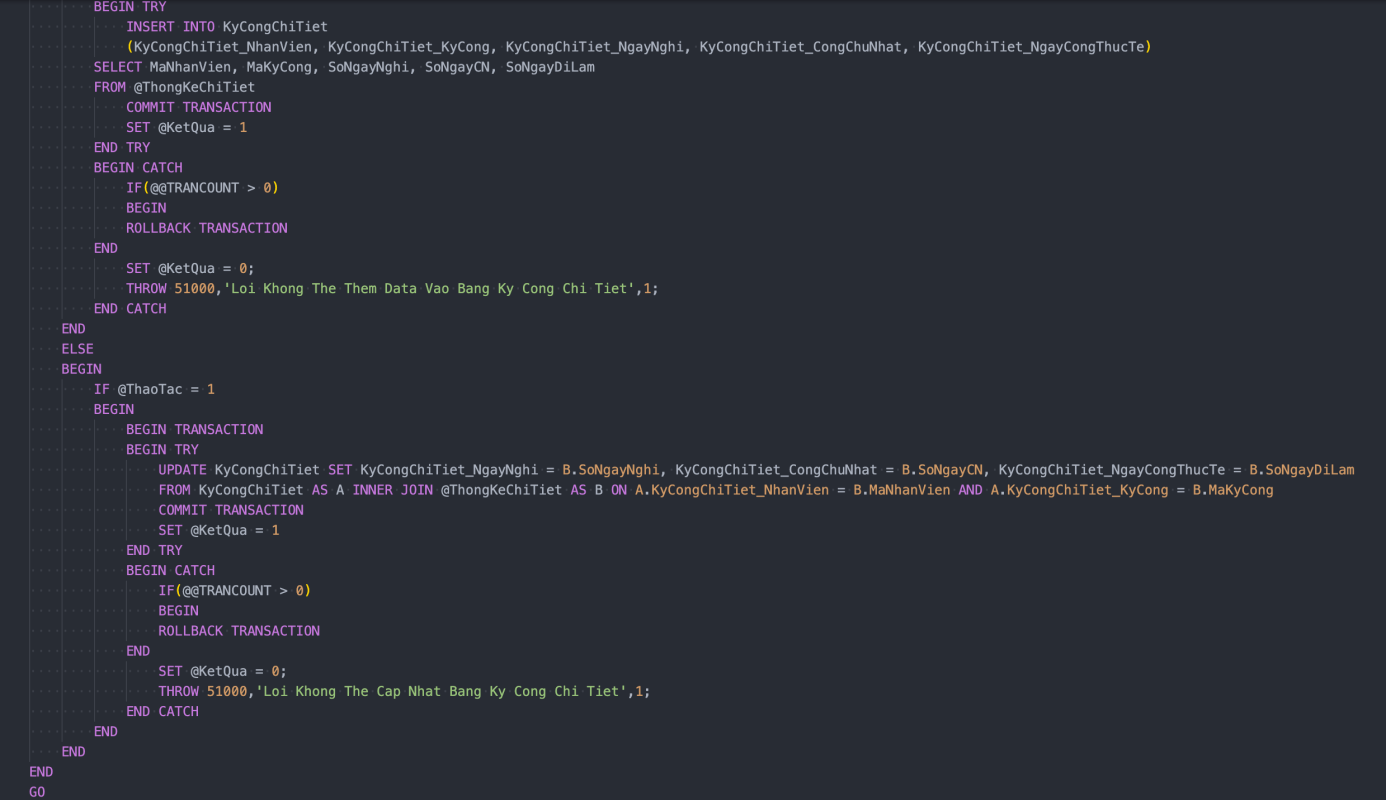 BEGIN TRY
INSERT INTO KyCongChiTiet
(KyCongChiTiet_NhanVien, KyCongChiTiet_KyCong, KyCongChiTiet_NgayNghi, KyCongChiTiet_CongChuNhat, KyCongChiTiet_NgayCongThucTe)
SELECT MaNhanVien, MaKyCong, SoNgayNghi, SoNgayCN, SoNgayDiLam
FROM @ThongKeChiTiet
COMMIT TRANSACTION
SET @KetQua = 1
END TRY
BEGIN CATCH
IF(@@TRANCOUNT > 0)
BEGIN
ROLLBACK TRANSACTION
END
SET @KetQua = 0;
THROW 51000,'Loi Khong The Them Data Vao Bang Ky Cong Chi Tiet',1;
END CATCH
END
ELSE
BEGIN
IF @ThaoTac = 1
BEGIN
BEGIN TRANSACTION
BEGIN TRY
UPDATE KyCongChiTiet SET KyCongChiTiet_NgayNghi = B.SoNgayNghi, KyCongChiTiet_CongChuNhat = B.SoNgayCN, KyCongChiTiet_NgayCongThucTe = B.SoNgayDiLam
FROM KyCongChiTiet AS A INNER JOIN @ThongKeChiTiet AS B ON A.KyCongChiTiet_NhanVien = B.MaNhanVien AND A.KyCongChiTiet_KyCong = B.MaKyCong
COMMIT TRANSACTION
SET @KetQua = 1
END TRY
BEGIN CATCH
IF(@@TRANCOUNT > 0)
BEGIN
ROLLBACK TRANSACTION
END
SET @KetQua = 0;
THROW 51000,'Loi Khong The Cap Nhat Bang Ky Cong Chi Tiet',1;
END CATCH
END
END
END
GO